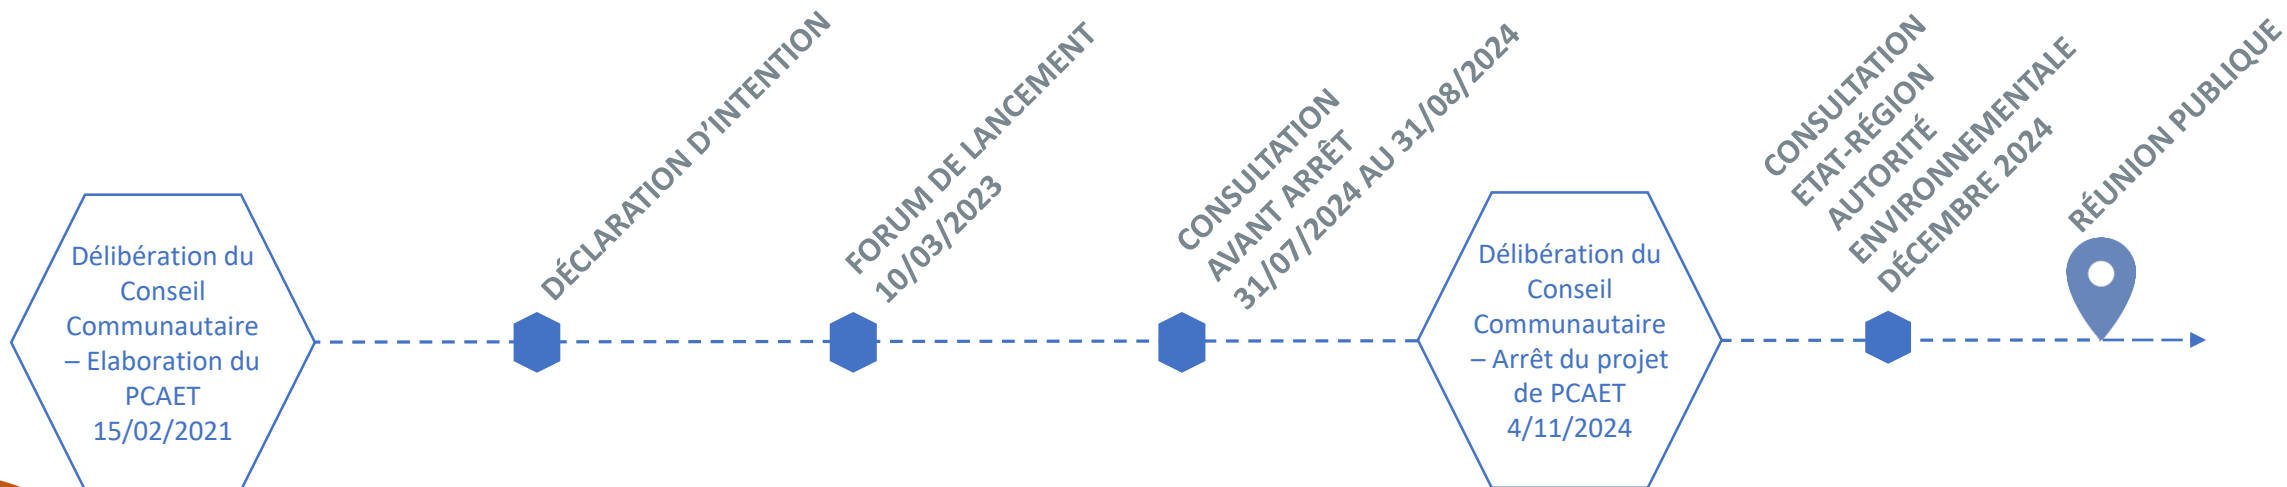 Délibération du
Conseil
Communautaire
– Elaboration du
PCAET
15/02/2021
DÉCLARATION D’INTENTION
FORUM DE LANCEMENT
10/03/2023
CONSULTATION
AVANT ARRÊT
31/07/2024 AU 31/08/2024
Délibération du
Conseil
Communautaire
– Arrêt du projet
de PCAET
4/11/2024
CONSULTATION
ETAT-RÉGION
AUTORITÉ
ENVIRONNEMENTALE
DÉCEMBRE 2024
RÉUNION PUBLIQUE